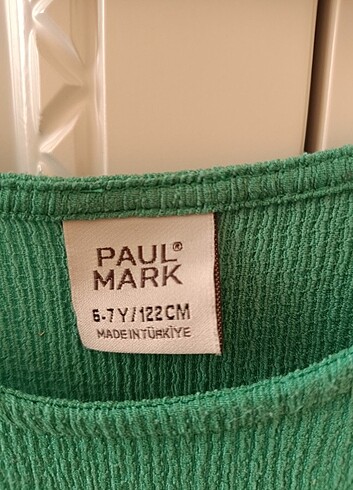 PAUL®
MARK
6-7 Y/122 CM
MADE IN TÜRKİYE